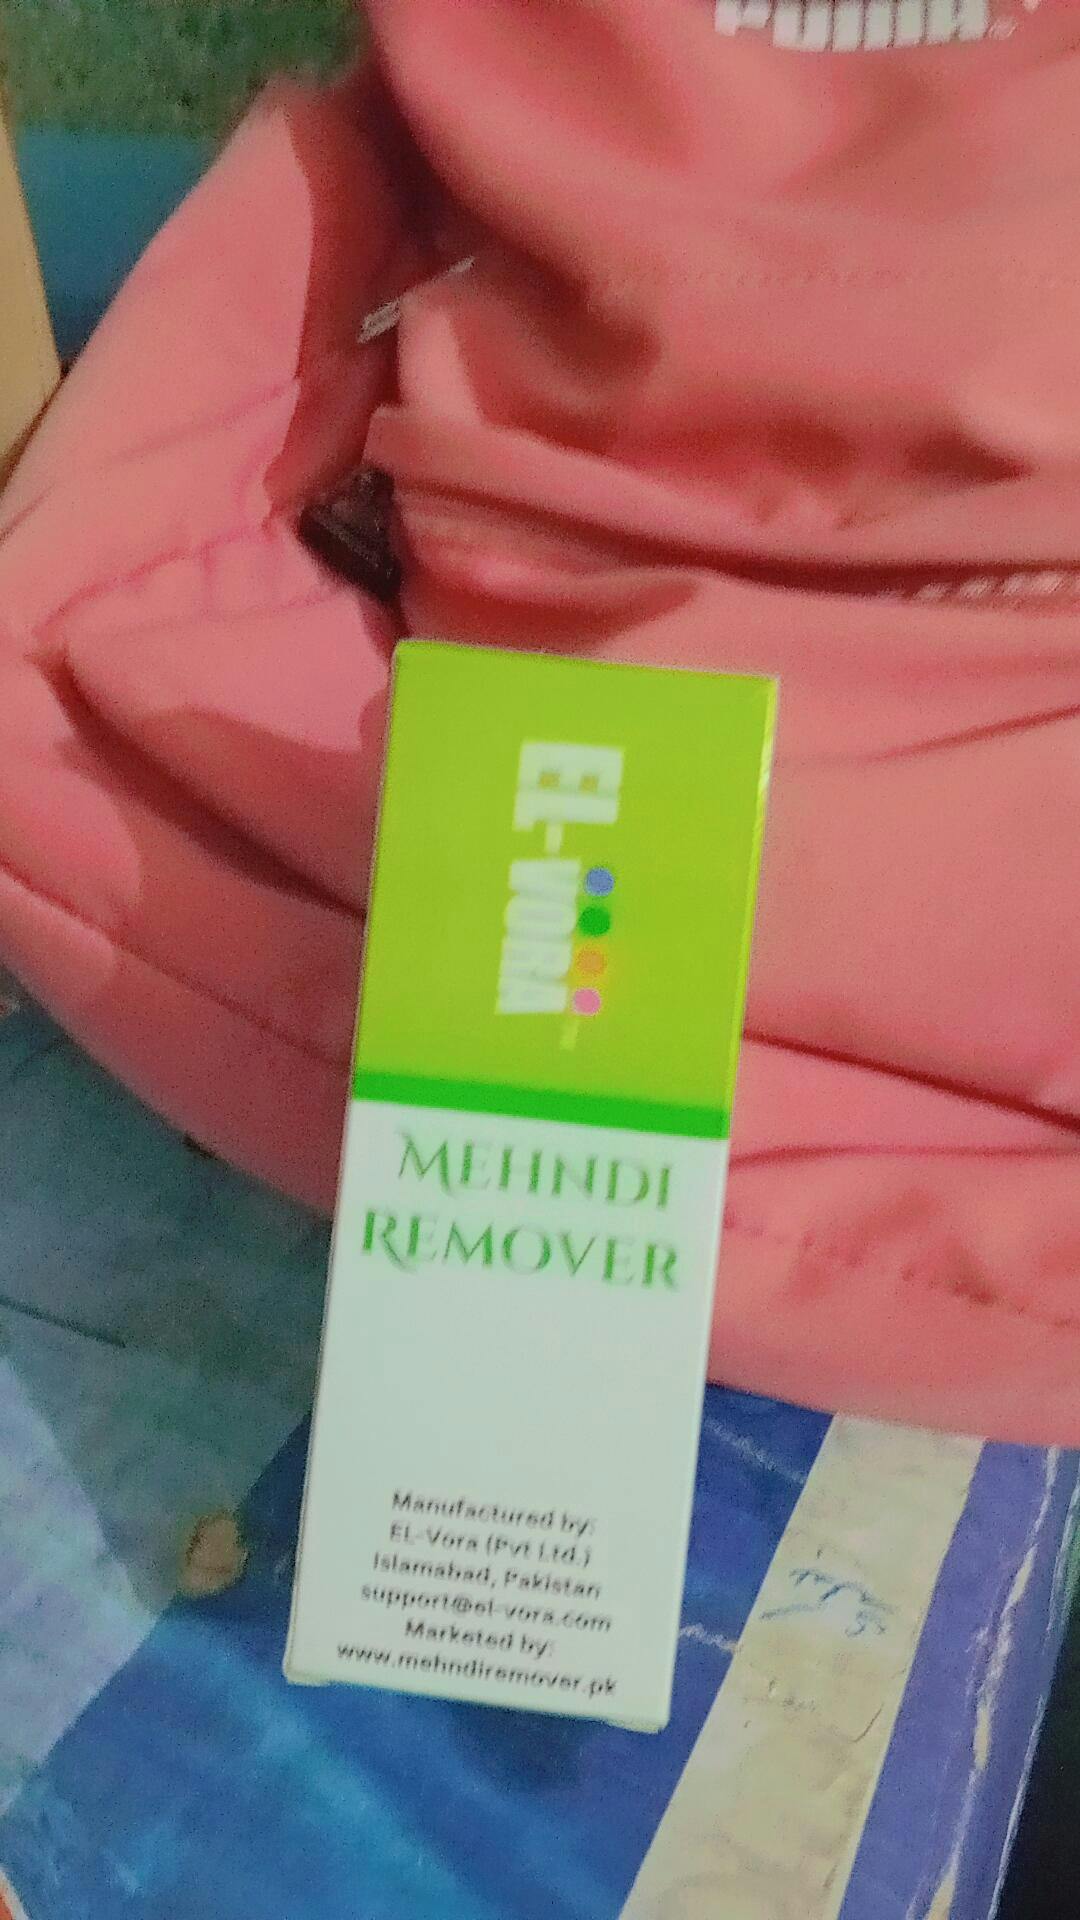 PUMA
EL-VORA
MEHNDI
REMOVER
Manufactured by:
EL-Vora (Pvt Ltd.)
Islamabad, Pakistan
support@el-vora.com
Marketed by:
www.mehndiremover.pk